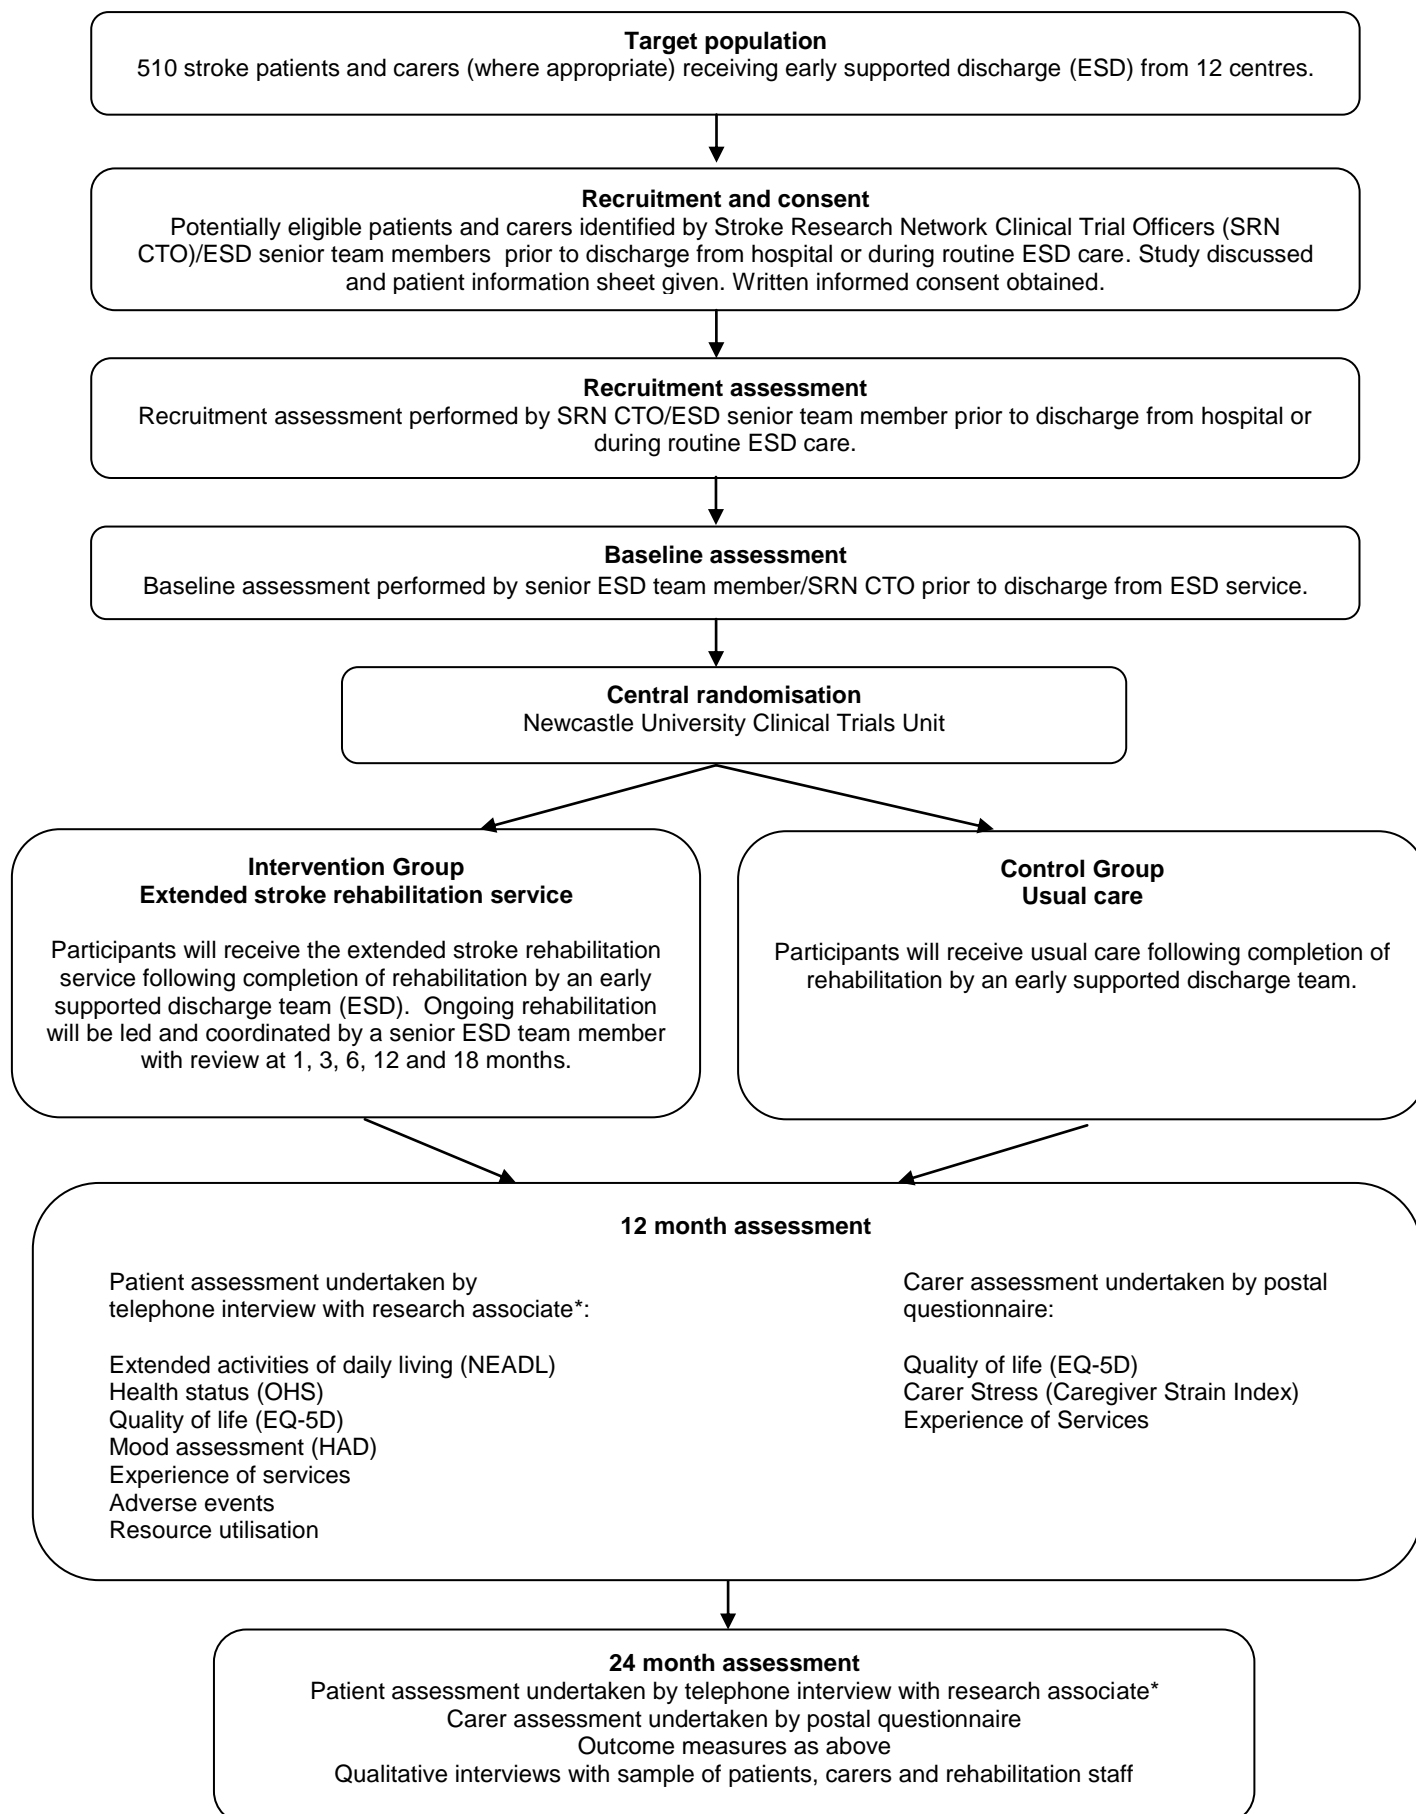 Target population
510 stroke patients and carers (where appropriate) receiving early supported discharge (ESD) from 12 centres.
Recruitment and consent
Potentially eligible patients and carers identified by Stroke Research Network Clinical Trial Officers (SRN
CTO)/ESD senior team members  prior to discharge from hospital or during routine ESD care. Study discussed
and patient information sheet given. Written informed consent obtained.
Recruitment assessment
Recruitment assessment performed by SRN CTO/ESD senior team member prior to discharge from hospital or
during routine ESD care.
Baseline assessment
Baseline assessment performed by senior ESD team member/SRN CTO prior to discharge from ESD service.
Central randomisation
Newcastle University Clinical Trials Unit
Intervention Group
Extended stroke rehabilitation service
Participants will receive the extended stroke rehabilitation
service following completion of rehabilitation by an early
supported discharge team (ESD).  Ongoing rehabilitation
will be led and coordinated by a senior ESD team member
with review at 1, 3, 6, 12 and 18 months.
Control Group
Usual care
Participants will receive usual care following completion of
rehabilitation by an early supported discharge team.
12 month assessment
Patient assessment undertaken by
telephone interview with research associate*:
Extended activities of daily living (NEADL)
Health status (OHS)
Quality of life (EQ-5D)
Mood assessment (HAD)
Experience of services
Adverse events
Resource utilisation
Carer assessment undertaken by postal
questionnaire:
Quality of life (EQ-5D)
Carer Stress (Caregiver Strain Index)
Experience of Services
24 month assessment
Patient assessment undertaken by telephone interview with research associate*
Carer assessment undertaken by postal questionnaire
Outcome measures as above
Qualitative interviews with sample of patients, carers and rehabilitation staff